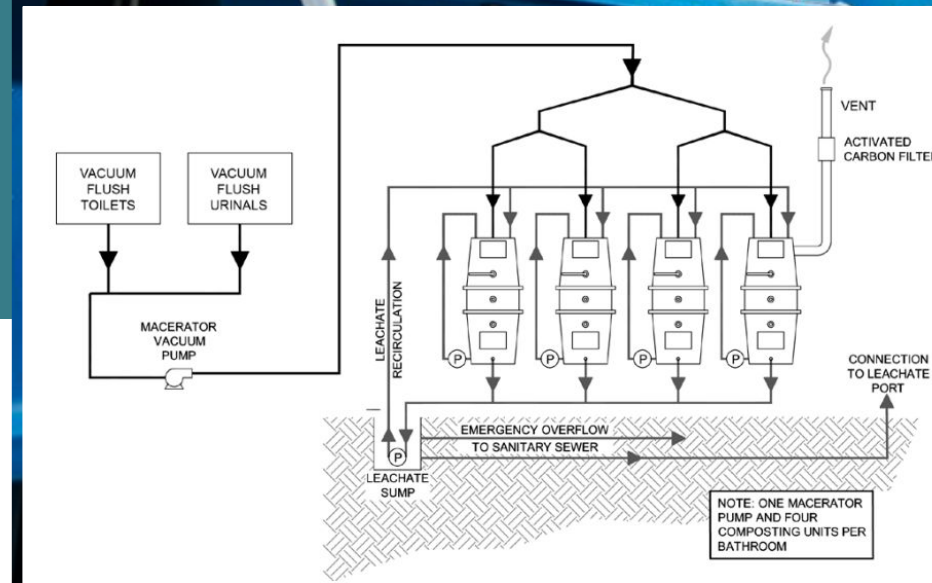 VACUUM
FLUSH
TOILETS
VACUUM
FLUSH
URINALS
MACERATOR
VACUUM
PUMP
LEACHATE
RECIRCULATION
VENT
ACTIVATED
CARBON FILTER
P
P
P
P
CONNECTION
TO LEACHATE
PORT
EMERGENCY OVERFLOW
TO SANITARY SEWER
P
LEACHATE
SUMP
NOTE: ONE MACERATOR
PUMP AND FOUR
COMPOSTING UNITS PER
BATHROOM